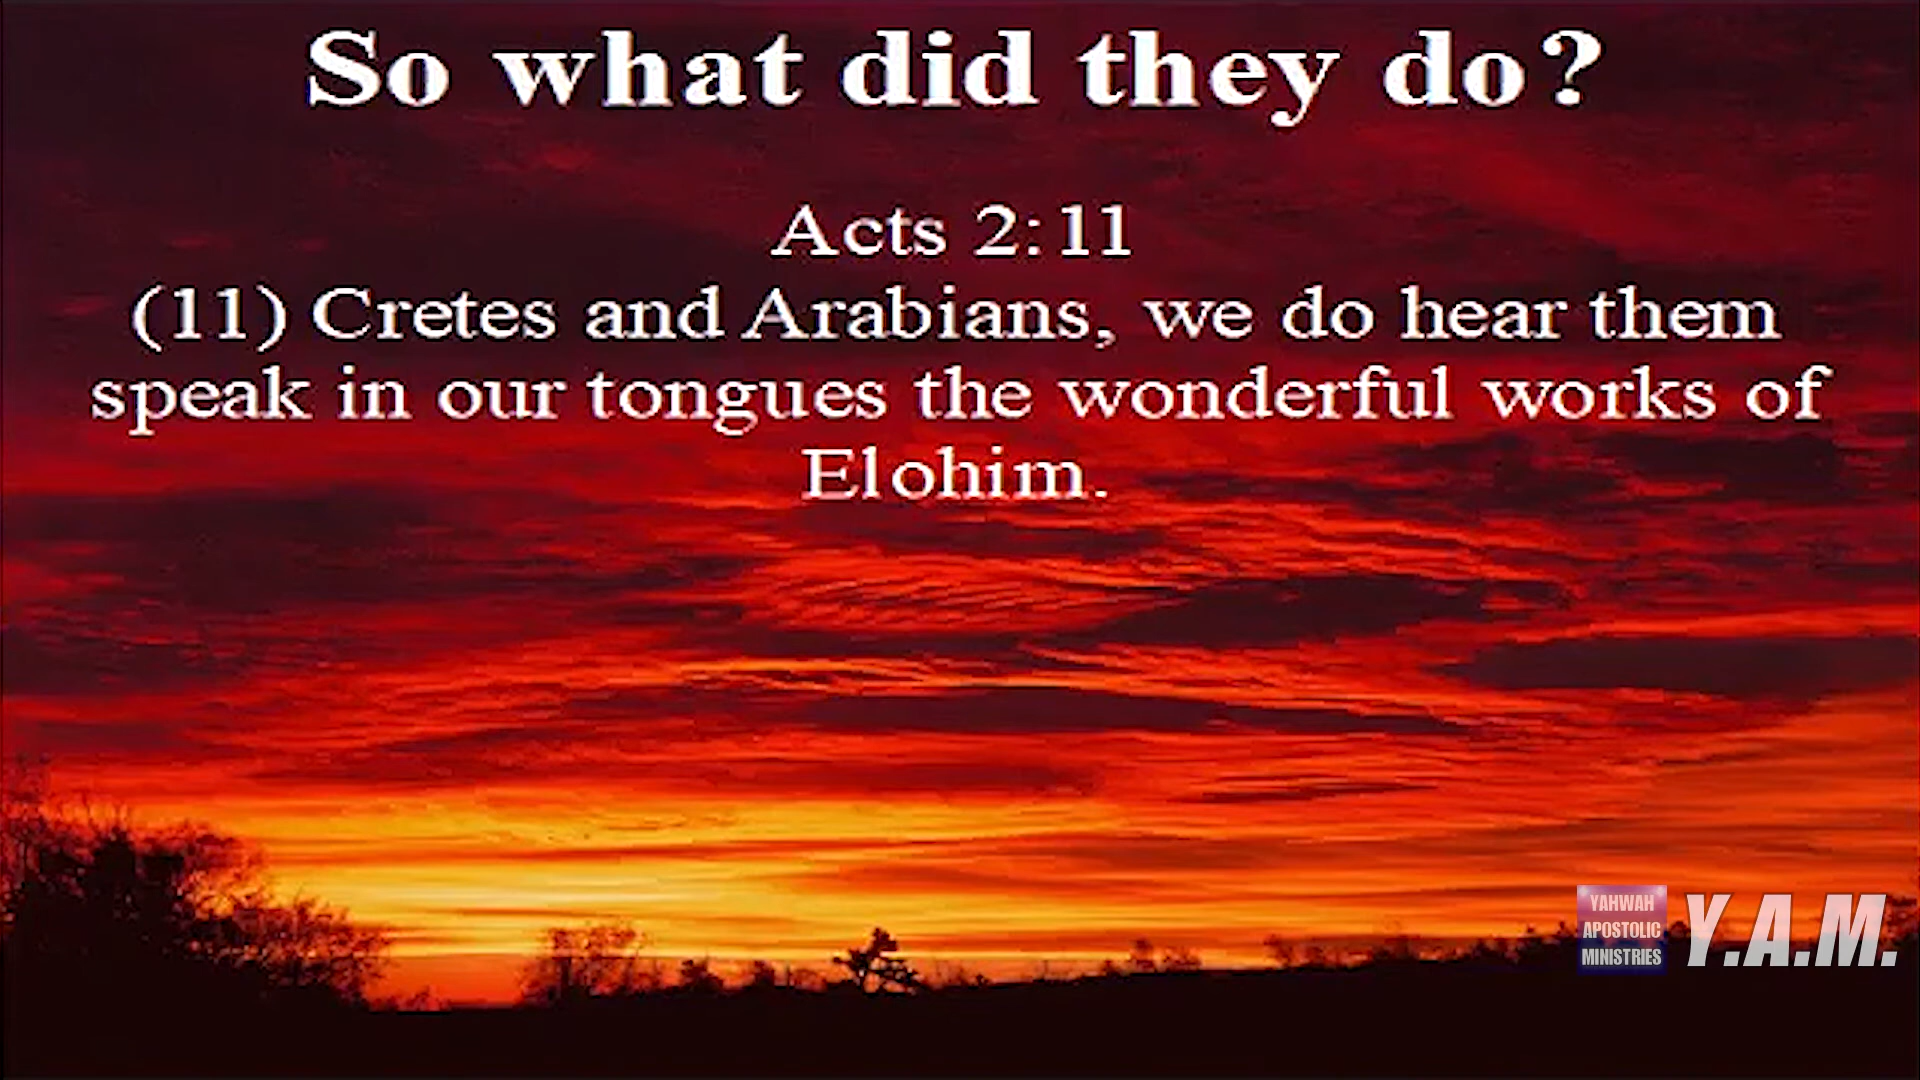 So what did they do?
Acts 2:11
(11) Cretes and Arabians, we do hear them
speak in our tongues the wonderful works of
Elohim.
YAHWAH
APOSTOLIC
MINISTRIES
Y.A.M.